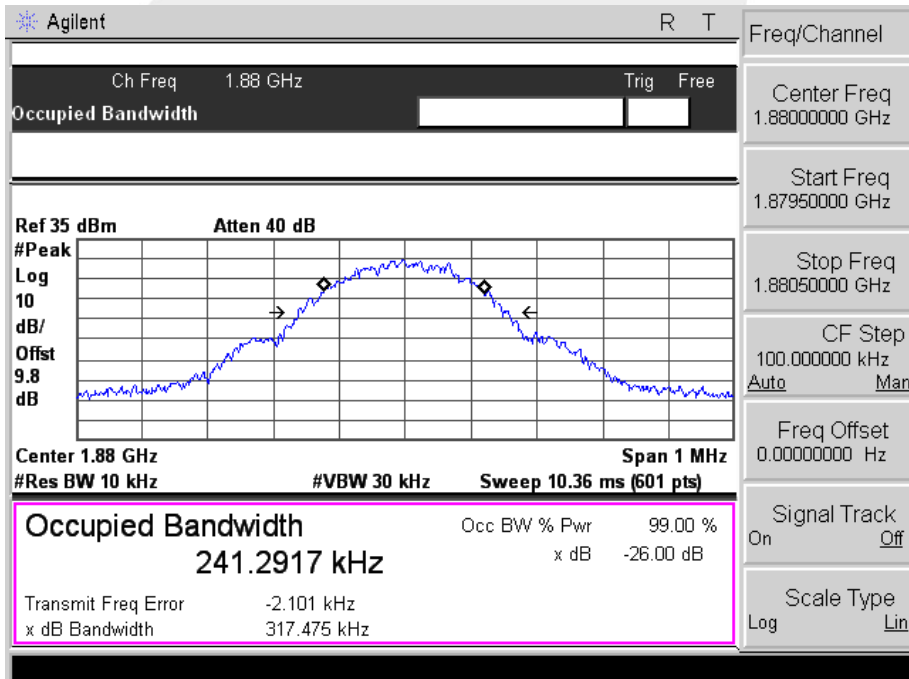 Agilent R T
Ch Freq 1.88 GHz Trig Free
Occupied Bandwidth
Ref 35 dBm Atten 40 dB
#Peak
Log
10
dB/
Offst
9.8
dB
Center 1.88 GHz Span 1 MHz
#Res BW 10 kHz #VBW 30 kHz Sweep 10.36 ms (601 pts)
Occupied Bandwidth Occ BW % Pwr 99.00 %
241.2917 kHz x dB -26.00 dB
Transmit Freq Error -2.101 kHz
x dB Bandwidth 317.475 kHz
Freq/Channel
Center Freq
1.88000000 GHz
Start Freq
1.87950000 GHz
Stop Freq
1.88050000 GHz
CF Step
100.000000 kHz
Auto Man
Freq Offset
0.00000000 Hz
Signal Track
On Off
Scale Type
Log Lin